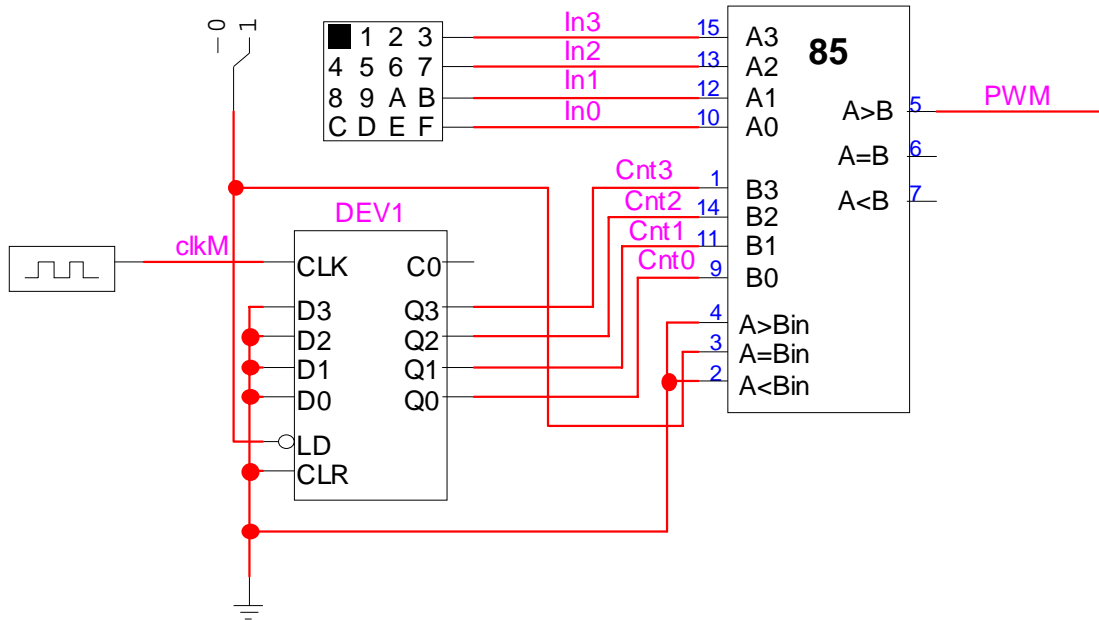 0 1
1 2 3
4 5 6 7
8 9 A B
C D E F
In3
In2
In1
In0
85
15 A3
13 A2
12 A1
10 A0
1 B3
14 B2
11 B1
9 B0
4 A>Bin
3 A=Bin
2 A<Bin
A>B 5
A=B 6
A<B 7
PWM
Cnt3
Cnt2
Cnt1
Cnt0
DEV1
clkM
CLK C0
D3 Q3
D2 Q2
D1 Q1
D0 Q0
LD
CLR